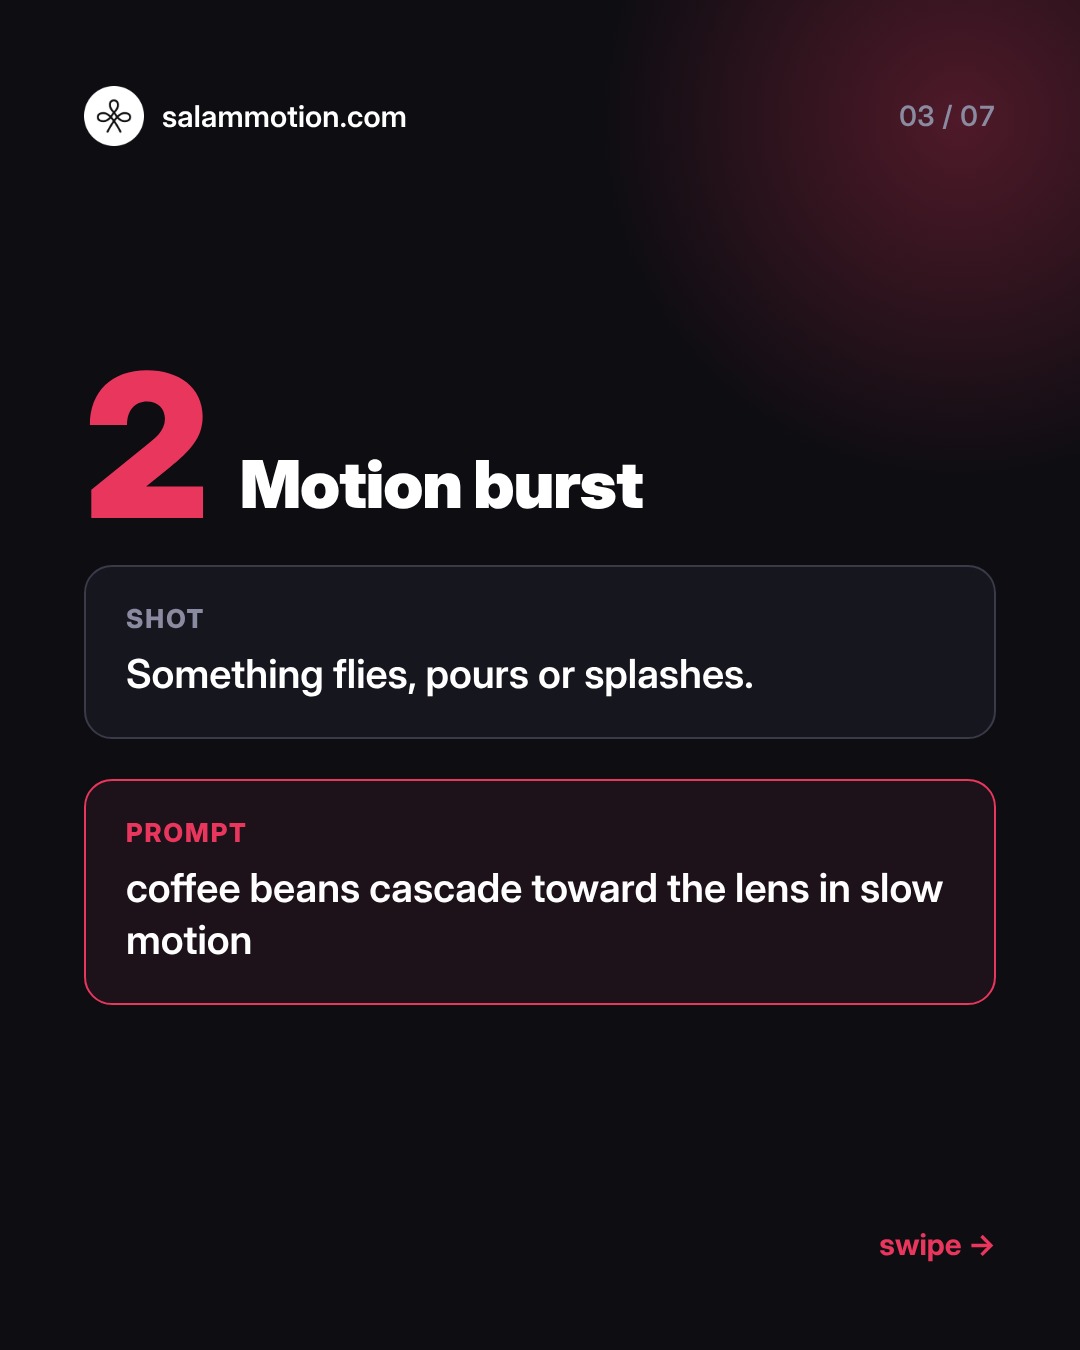 salammotion.com
03 / 07
2
Motion burst
SHOT
Something flies, pours or splashes.
PROMPT
coffee beans cascade toward the lens in slow
motion
swipe →